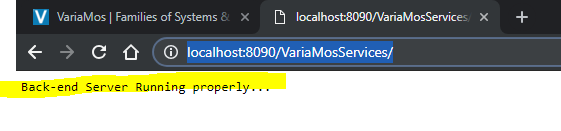 VariaMos | Families of Systems &
localhost:8090/VariaMosServices/
localhost:8090/VariaMosServices/
Back-end Server Running properly...